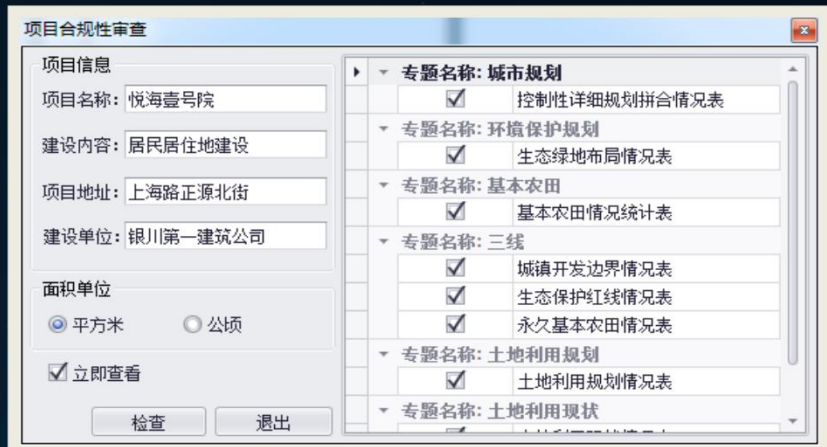 项目合规性审查
项目信息
项目名称: 悦海壹号院
建设内容: 居民居住地建设
项目地址: 上海路正源北街
建设单位: 银川第一建筑公司
面积单位
平方米 公顷
立即查看
检查 退出
专题名称: 城市规划
控制性详细规划拼合情况表
专题名称: 环境保护规划
生态绿地布局情况表
专题名称: 基本农田
基本农田情况统计表
专题名称: 三线
城镇开发边界情况表
生态保护红线情况表
永久基本农田情况表
专题名称: 土地利用规划
土地利用规划情况表
专题名称: 土地利用现状